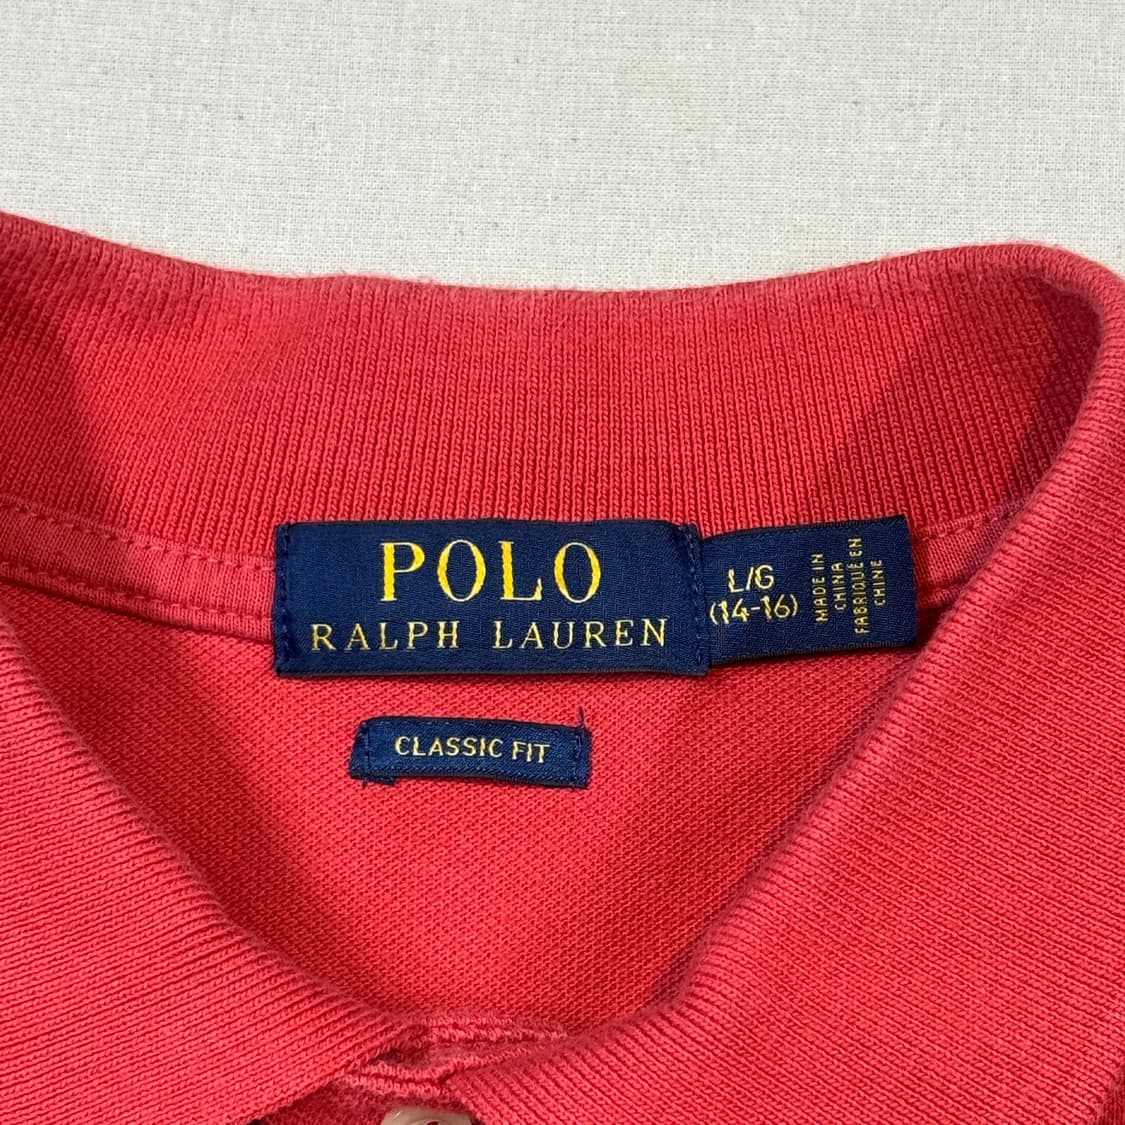 POLO
RALPH LAUREN
L/G
(14-16)
MADE IN
CHINA
FABRIQUÉ EN
CHINE
CLASSIC FIT